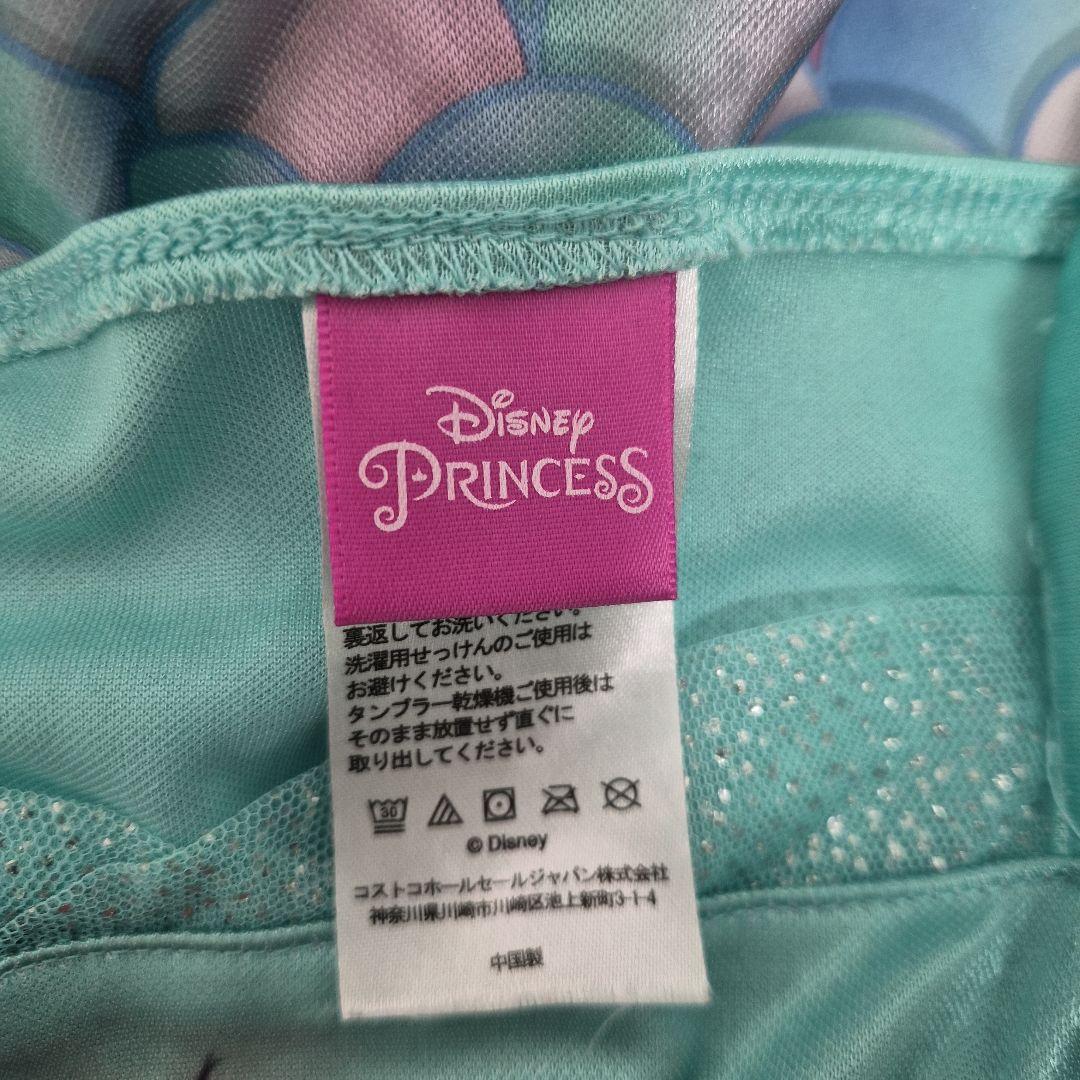 Disney
PRINCESS
裏返してお洗いください。
洗濯用せっけんのご使用は
お避けください。
タンブラー乾燥機ご使用後は
そのまま放置せず直ぐに
取り出してください。
30
© Disney
コストコホールセールジャパン株式会社
神奈川県川崎市川崎区池上新町3-1-4
中国製